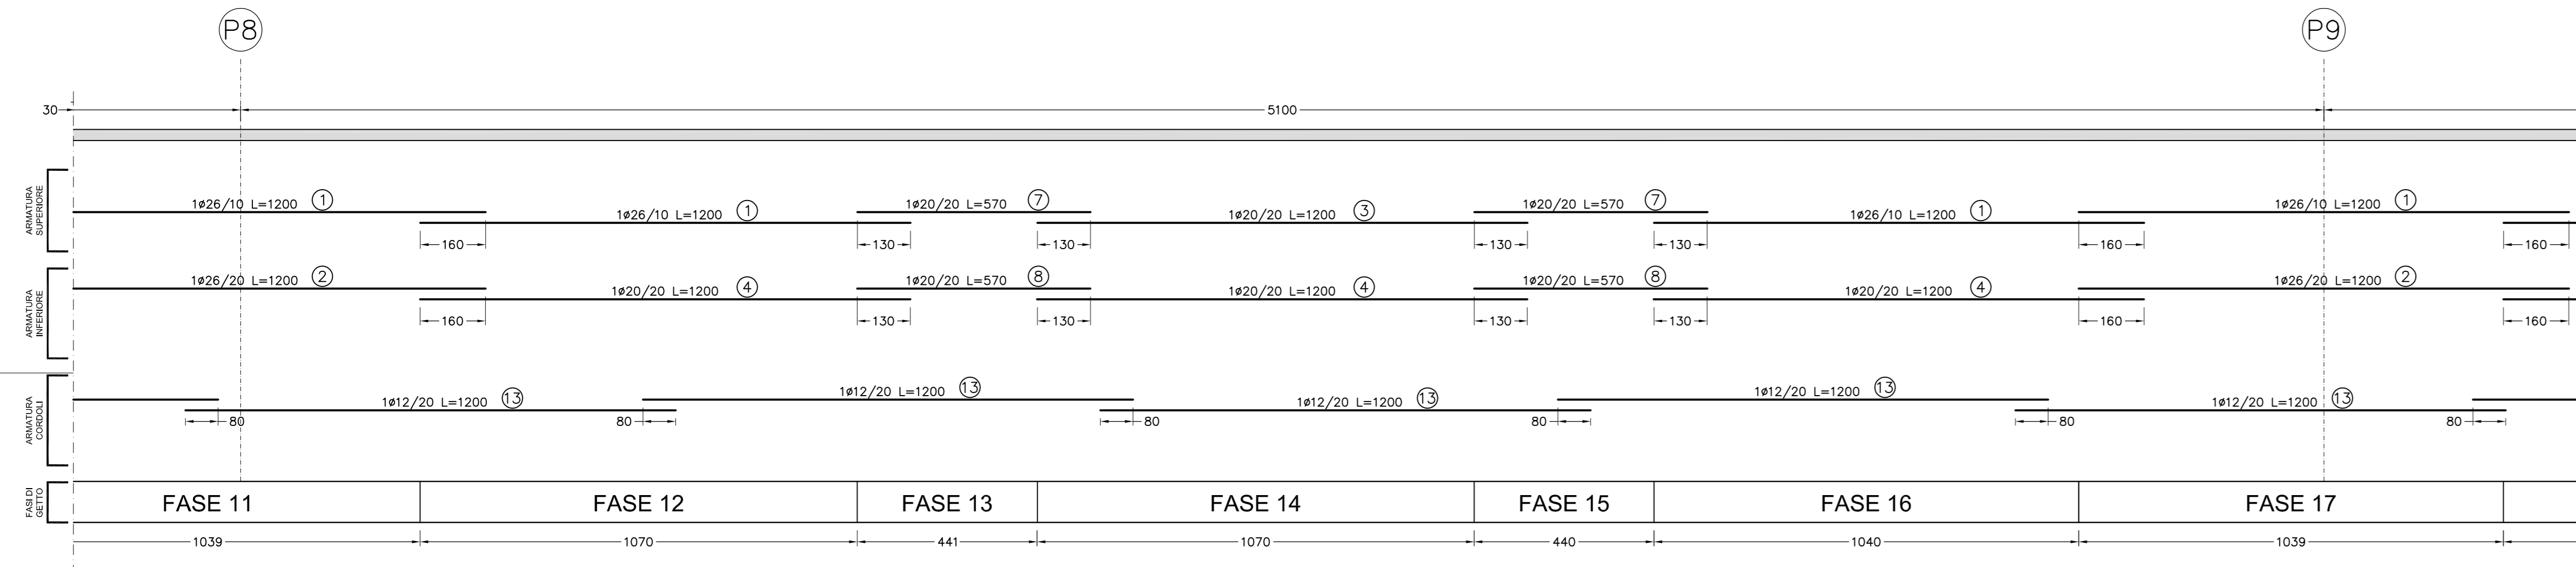 P8
P9
30
5100
ARMATURA
SUPERIORE
1ø26/10 L=1200 1
1ø26/10 L=1200 1
1ø20/20 L=570 7
1ø20/20 L=1200 3
1ø20/20 L=570 7
1ø26/10 L=1200 1
1ø26/10 L=1200 1
160
130
130
130
130
160
160
ARMATURA
INFERIORE
1ø26/20 L=1200 2
1ø20/20 L=1200 4
1ø20/20 L=570 8
1ø20/20 L=1200 4
1ø20/20 L=570 8
1ø20/20 L=1200 4
1ø26/20 L=1200 2
160
130
130
130
130
160
160
ARMATURA
CORDOLI
1ø12/20 L=1200 13
1ø12/20 L=1200 13
1ø12/20 L=1200 13
1ø12/20 L=1200 13
1ø12/20 L=1200 13
80
80
80
80
80
80
FASI DI
GETTO
FASE 11
FASE 12
FASE 13
FASE 14
FASE 15
FASE 16
FASE 17
1039
1070
441
1070
440
1040
1039